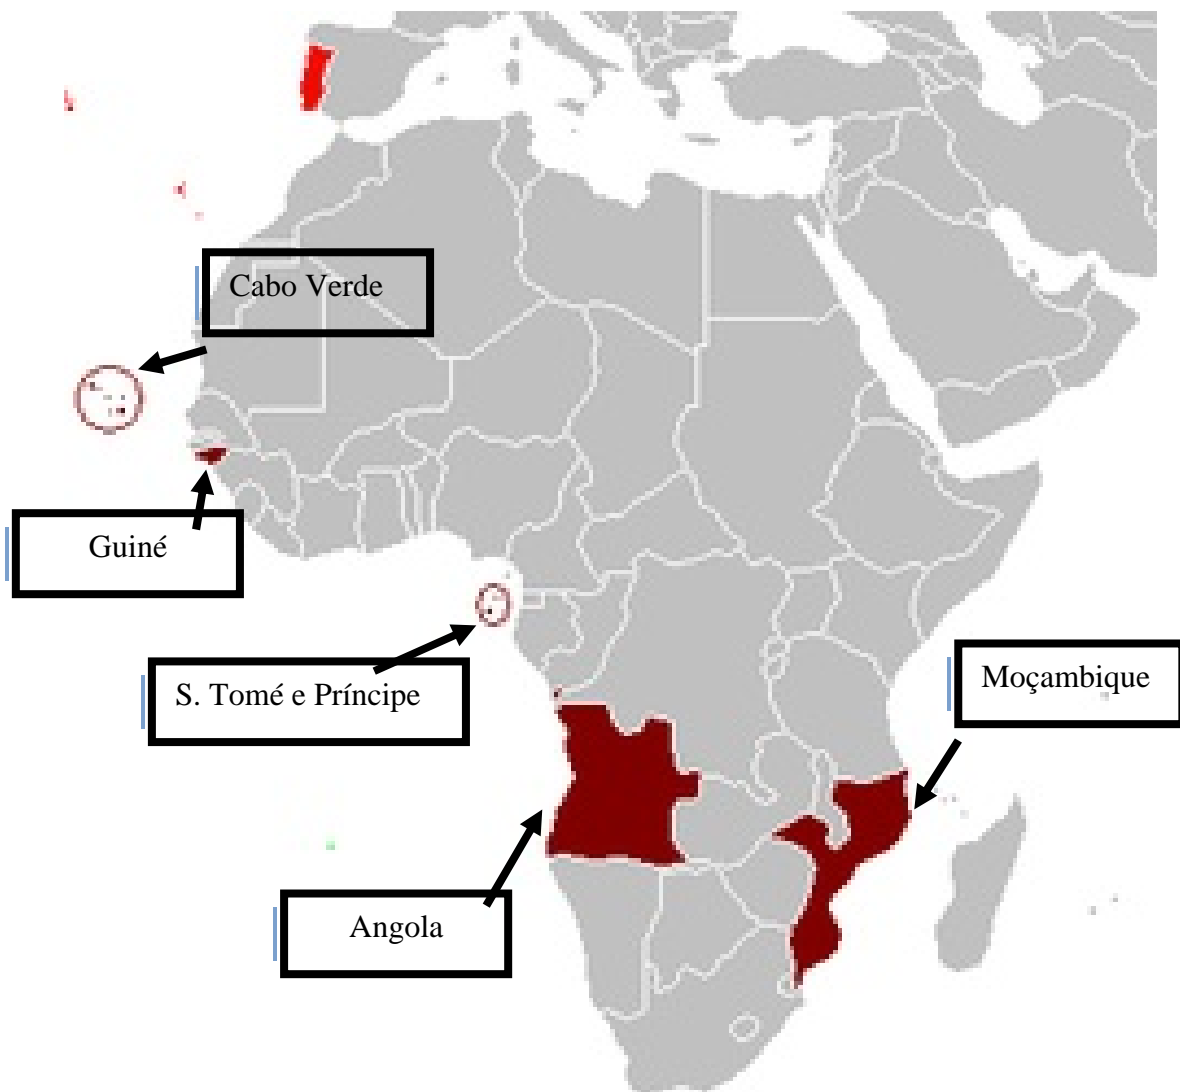 Cabo Verde
Guiné
S. Tomé e Príncipe
Moçambique
Angola